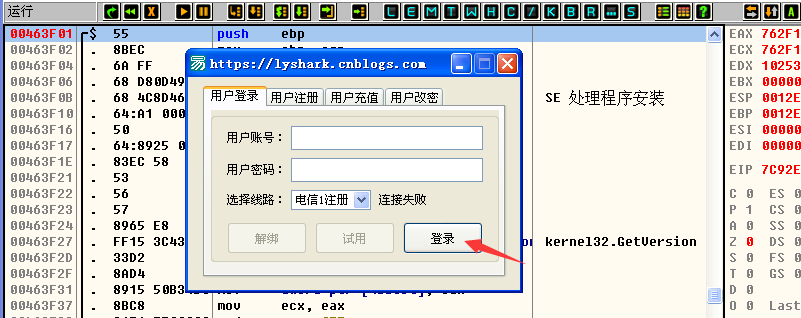 运行
L E M T W H C / K B R ... S
00463F01 $ 55 push ebp EAX 762F1
00463F02 . 8BEC ECX 762F1
00463F04 . 6A FF EDX 10253
00463F06 . 68 D80D49 EBX 00000
00463F0B . 68 4C8D46 SE 处理程序安装 ESP 0012E
00463F10 . 64:A1 000 EBP 0012E
00463F16 . 50 ESI 00000
00463F17 . 64:8925 0 EDI 00000
00463F1E . 83EC 58
00463F21 . 53 EIP 7C92E
00463F22 . 56 C 0 ES 0
00463F23 . 57 P 1 CS 0
00463F24 . 8965 E8 A 0 SS 0
00463F27 . FF15 3C43 kernel32.GetVersion Z 0 DS 0
00463F2D . 33D2 S 0 FS 0
00463F2F . 8AD4 T 0 GS 0
00463F31 . 8915 50B3 D 0
00463F37 . 8BC8 mov ecx, eax O 0 Last
https://lyshark.cnblogs.com
用户登录 用户注册 用户充值 用户改密
用户账号：
用户密码：
选择线路： 电信1注册 连接失败
解绑 试用 登录